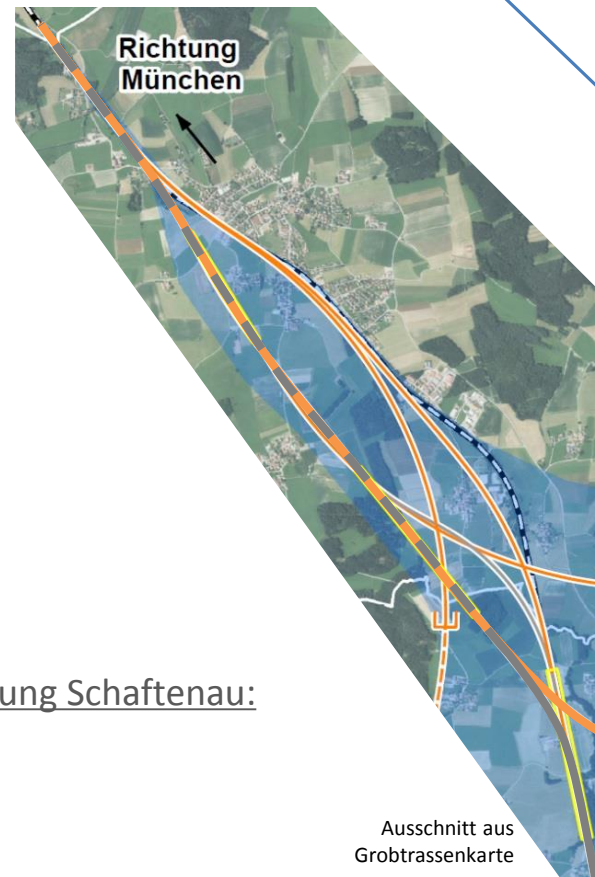 Richtung
München
ung Schaftenau:
Ausschnitt aus
Grobtrassenkarte